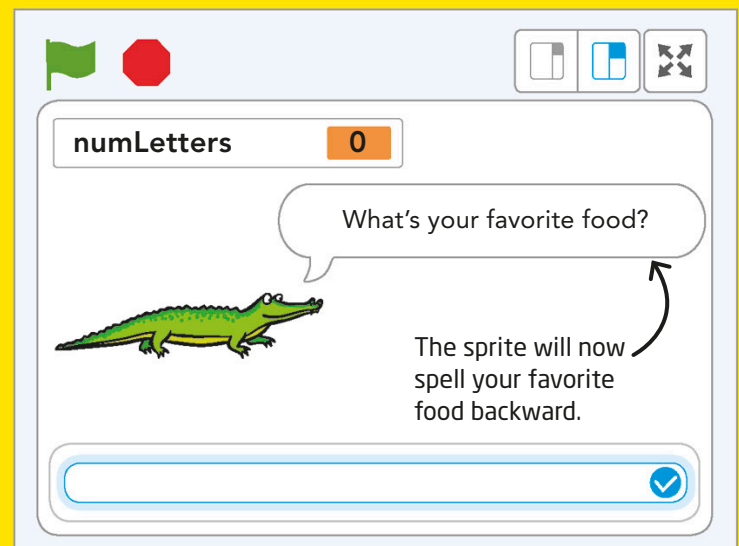 numLetters 0
What's your favorite food?
The sprite will now
spell your favorite
food backward.